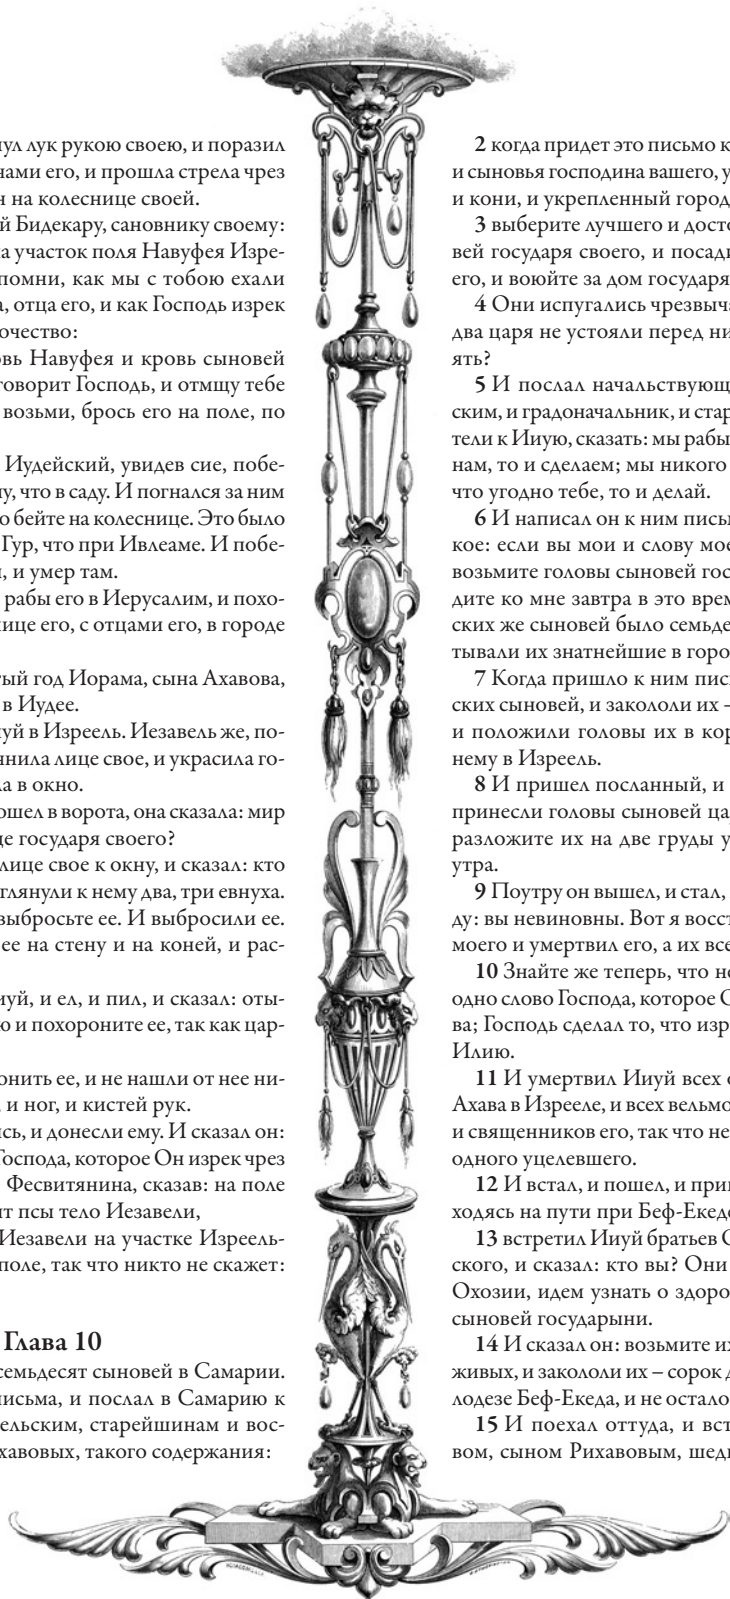 нул лук рукою своею, и поразил
чами его, и прошла стрела чрез
н на колеснице своей.
й Бидекару, сановнику своему:
на участок поля Навуфея Изре-
помни, как мы с тобою ехали
а, отца его, и как Господь изрек
очество:
овь Навуфея и кровь сыновей
говорит Господь, и отмщу тебе
возьми, брось его на поле, по
Иудейский, увидев сие, побе-
му, что в саду. И погнался за ним
о бейте на колеснице. Это было
Гур, что при Ивлеаме. И побе-
н, и умер там.
рабы его в Иерусалим, и похо-
нице его, с отцами его, в городе
тый год Иорама, сына Ахавова,
в Иудее.
нуй в Изреель. Иезавель же, по-
мянила лице свое, и украсила го-
ла в окно.
ошел в ворота, она сказала: мир
це государя своего?
лице свое к окну, и сказал: кто
глянули к нему два, три евнуха.
выбросьте ее. И выбросили ее.
ее на стену и на коней, и рас-
иуй, и ел, и пил, и сказал: оты-
ю и похороните ее, так как цар-
онить ее, и не нашли от нее ни-
и ног, и кистей рук.
ись, и донесли ему. И сказал он:
Господа, которое Он изрек чрез
Фесвитянина, сказав: на поле
ят псы тело Иезавели,
Иезавели на участке Изреель-
поле, так что никто не скажет:
Глава 10
семьдесят сыновей в Самарии.
письма, и послал в Самарию к
ельским, старейшинам и вос-
хавовых, такого содержания:
2 когда придет это письмо к
и сыновья господина вашего, у
и кони, и укрепленный город
3 выберите лучшего и досто
вей государя своего, и посади
его, и воюйте за дом государя
4 Они испугались чрезвыча
два царя не устояли перед ни
ять?
5 И послал начальствующ
ским, и градоначальник, и стар
тели к Ииую, сказать: мы рабы
нам, то и сделаем; мы никого
что угодно тебе, то и делай.
6 И написал он к ним письм
кое: если вы мои и слову мое
возьмите головы сыновей гос
дите ко мне завтра в это врем
ских же сыновей было семьде
тывали их знатнейшие в горо
7 Когда пришло к ним пис
ских сыновей, и закололи их –
и положили головы их в кор
нему в Изреель.
8 И пришел посланный, и
принесли головы сыновей ца
разложите их на две груды у
утра.
9 Поутру он вышел, и стал,
ду: вы невиновны. Вот я восст
моего и умертвил его, а их все
10 Знайте же теперь, что не
одно слово Господа, которое С
ва; Господь сделал то, что изр
Илию.
11 И умертвил Ииуй всех о
Ахава в Изрееле, и всех вельмо
и священников его, так что не
одного уцелевшего.
12 И встал, и пошел, и при
ходясь на пути при Беф-Екеде
13 встретил Ииуй братьев О
ского, и сказал: кто вы? Они
Охозии, идем узнать о здоро
сыновей государыни.
14 И сказал он: возьмите их
живых, и закололи их – сорок д
лодезе Беф-Екеда, и не остало
15 И поехал оттуда, и вст
вом, сыном Рихавовым, шед